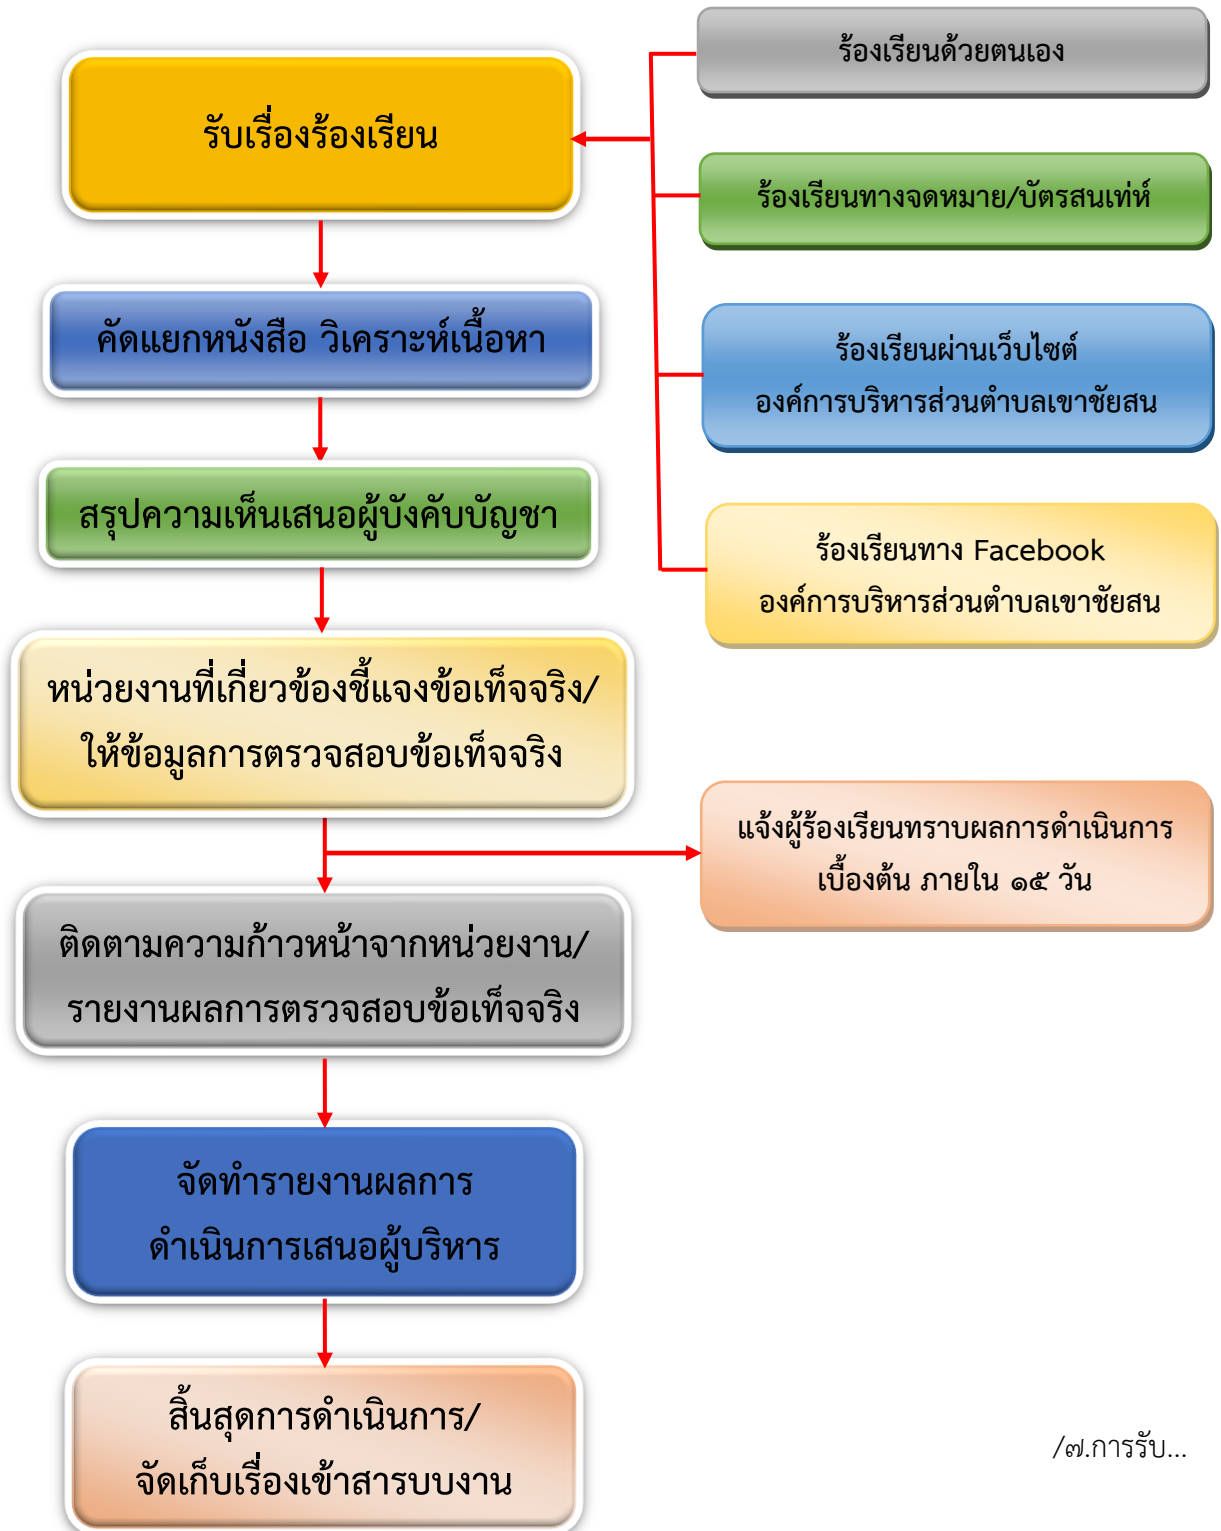 ร้องเรียนด้วยตนเอง
รับเรื่องร้องเรียน
ร้องเรียนทางจดหมาย/บัตรสนเท่ห์
คัดแยกหนังสือ วิเคราะห์เนื้อหา
ร้องเรียนผ่านเว็บไซต์
องค์การบริหารส่วนตำบลเขาชัยสน
สรุปความเห็นเสนอผู้บังคับบัญชา
ร้องเรียนทาง Facebook
องค์การบริหารส่วนตำบลเขาชัยสน
หน่วยงานที่เกี่ยวข้องชี้แจงข้อเท็จจริง/
ให้ข้อมูลการตรวจสอบข้อเท็จจริง
แจ้งผู้ร้องเรียนทราบผลการดำเนินการ
เบื้องต้น ภายใน ๑๕ วัน
ติดตามความก้าวหน้าจากหน่วยงาน/
รายงานผลการตรวจสอบข้อเท็จจริง
จัดทำรายงานผลการ
ดำเนินการเสนอผู้บริหาร
สิ้นสุดการดำเนินการ/
จัดเก็บเรื่องเข้าสารบบงาน
/๗.การรับ...